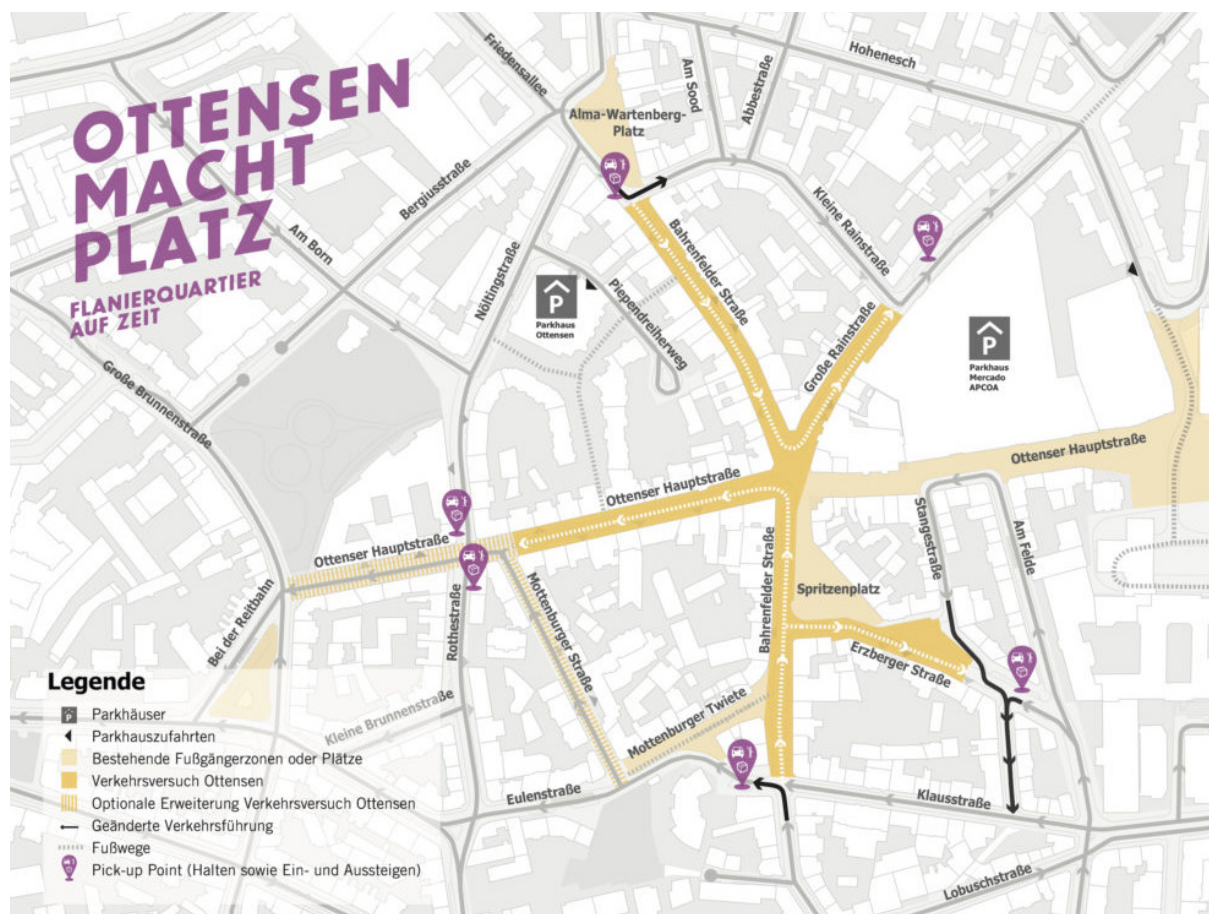 OTTENSEN
MACHT
PLATZ
FLANIERQUARTIER
AUF ZEIT
Friedensallee
Alma-Wartenberg-
Platz
Am Sood
Abbestraße
Hohenesch
Bergiusstraße
Am Born
Nöltingstraße
Kleine Rainstraße
Bahrenfelder Straße
Piependreiherweg
P
Parkhaus
Ottensen
Große Rainstraße
P
Parkhaus
Mercado
APCOA
Große Brunnenstraße
Ottenser Hauptstraße
Ottenser Hauptstraße
Ottenser Hauptstraße
Stangestraße
Am Felde
Bahrenfelder Straße
Spritzenplatz
Bei der Reitbahn
Rothestraße
Mottenburger Straße
Erzberger Straße
Mottenburger Twiete
Kleine Brunnenstraße
Eulenstraße
Klausstraße
Lobuschstraße
Legende
P Parkhäuser
Parkhauszufahrten
Bestehende Fußgängerzonen oder Plätze
Verkehrsversuch Ottensen
Optionale Erweiterung Verkehrsversuch Ottensen
Geänderte Verkehrsführung
Fußwege
Pick-up Point (Halten sowie Ein- und Aussteigen)